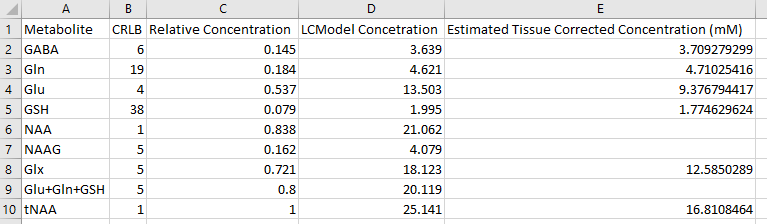 A B C D E
1 Metabolite CRLB Relative Concentration LCModel Concetration Estimated Tissue Corrected Concentration (mM)
2 GABA 6 0.145 3.639 3.709279299
3 Gln 19 0.184 4.621 4.71025416
4 Glu 4 0.537 13.503 9.376794417
5 GSH 38 0.079 1.995 1.774629624
6 NAA 1 0.838 21.062
7 NAAG 5 0.162 4.079
8 Glx 5 0.721 18.123 12.5850289
9 Glu+Gln+GSH 5 0.8 20.119
10 tNAA 1 1 25.141 16.8108464